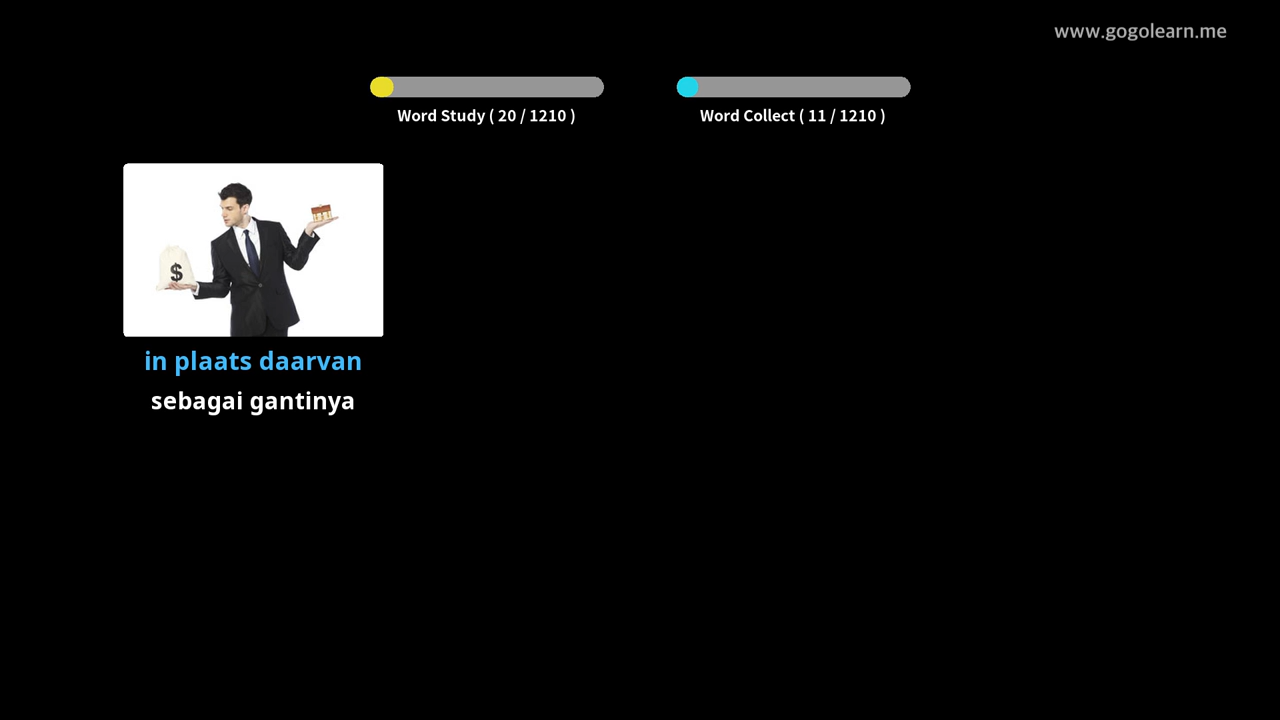 www.gogolearn.me
Word Study ( 20 / 1210 )
Word Collect ( 11 / 1210 )
$
in plaats daarvan
sebagai gantinya